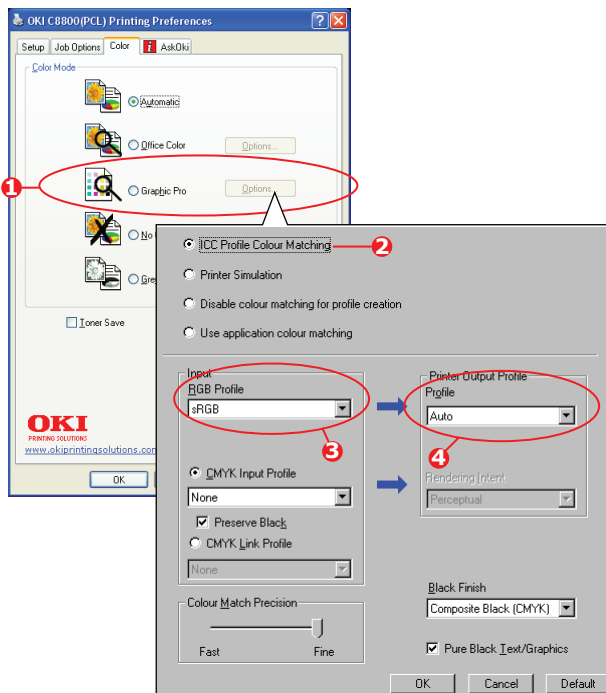 OKI C8800(PCL) Printing Preferences
Setup
Job Options
Color
AskOki
Color Mode
Automatic
Office Color
Options...
1
Graphic Pro
Options...
No
Gre
Toner Save
OKI
PRINTING SOLUTIONS
www.okiprintingsolutions.com
OK
ICC Profile Colour Matching
2
Printer Simulation
Disable colour matching for profile creation
Use application colour matching
Input
RGB Profile
sRGB
3
CMYK Input Profile
None
Preserve Black
CMYK Link Profile
None
Colour Match Precision
Fast
Fine
Printer Output Profile
Profile
Auto
4
Rendering Intent
Perceptual
Black Finish
Composite Black (CMYK)
Pure Black Text/Graphics
OK
Cancel
Default